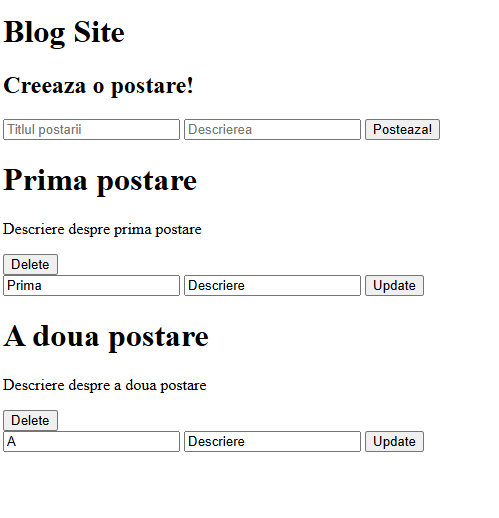 Blog Site
Creeaza o postare!
Titlul postarii Descrierea Posteaza!
Prima postare
Descriere despre prima postare
Delete
Prima Descriere Update
A doua postare
Descriere despre a doua postare
Delete
A Descriere Update